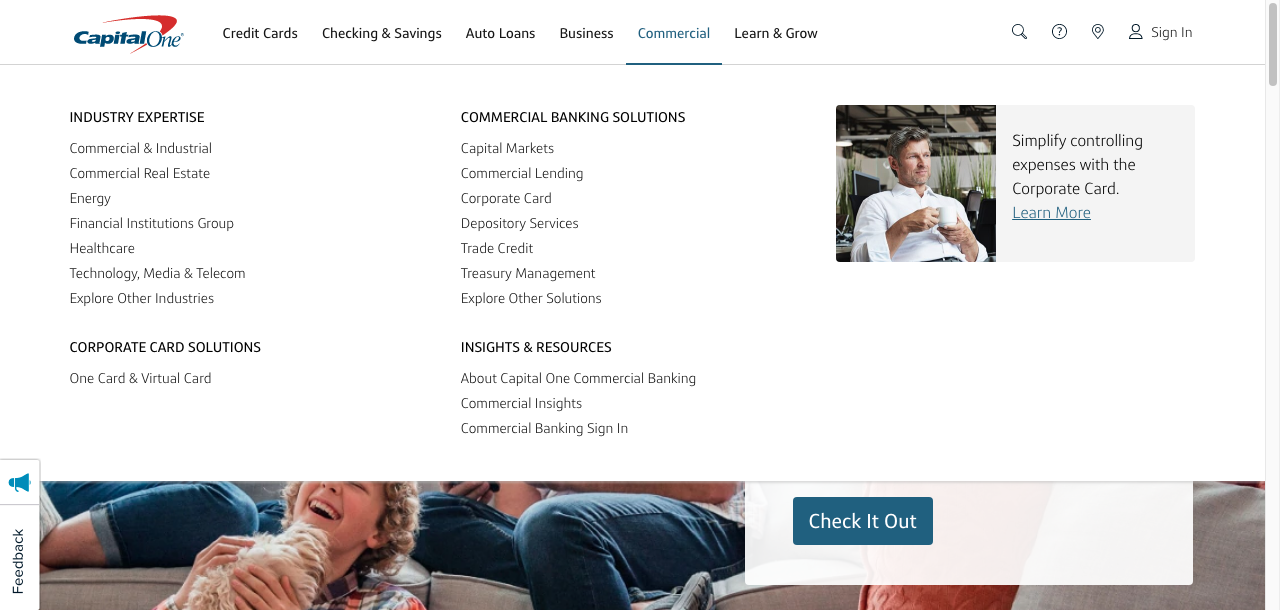 Capital One
Credit Cards
Checking & Savings
Auto Loans
Business
Commercial
Learn & Grow
Sign In
INDUSTRY EXPERTISE
Commercial & Industrial
Commercial Real Estate
Energy
Financial Institutions Group
Healthcare
Technology, Media & Telecom
Explore Other Industries
CORPORATE CARD SOLUTIONS
One Card & Virtual Card
COMMERCIAL BANKING SOLUTIONS
Capital Markets
Commercial Lending
Corporate Card
Depository Services
Trade Credit
Treasury Management
Explore Other Solutions
INSIGHTS & RESOURCES
About Capital One Commercial Banking
Commercial Insights
Commercial Banking Sign In
Simplify controlling
expenses with the
Corporate Card.
Learn More
Check It Out
Feedback